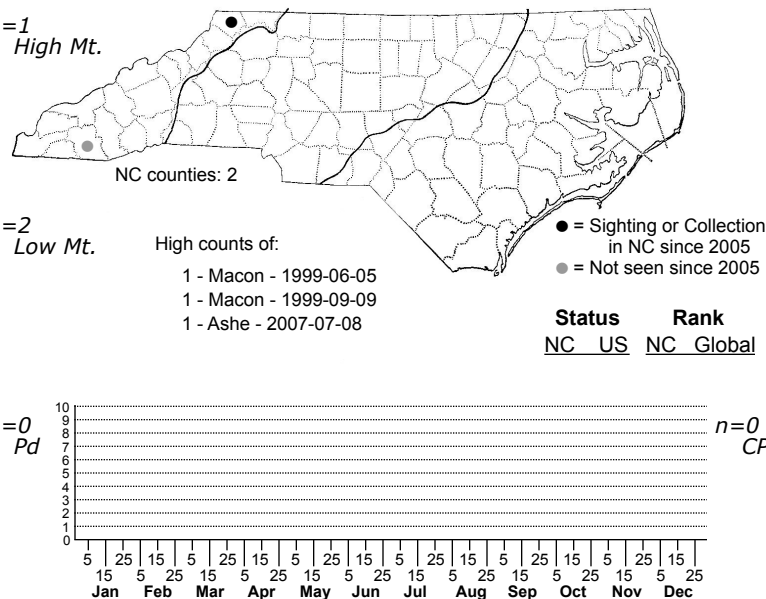 =1
High Mt.
NC counties: 2
=2
Low Mt.
High counts of:
1 - Macon - 1999-06-05
1 - Macon - 1999-09-09
1 - Ashe - 2007-07-08
● = Sighting or Collection
in NC since 2005
● = Not seen since 2005
Status Rank
NC US NC Global
=0
Pd
10
9
8
7
6
5
4
3
2
1
0
n=0
CP
5 25 15 5 25 15 5 25 15 5 25 15 5 25 15 5 25 15
15 5 25 15 5 25 15 5 25 15 5 25 15 5 25 15 5 25
Jan Feb Mar Apr May Jun Jul Aug Sep Oct Nov Dec